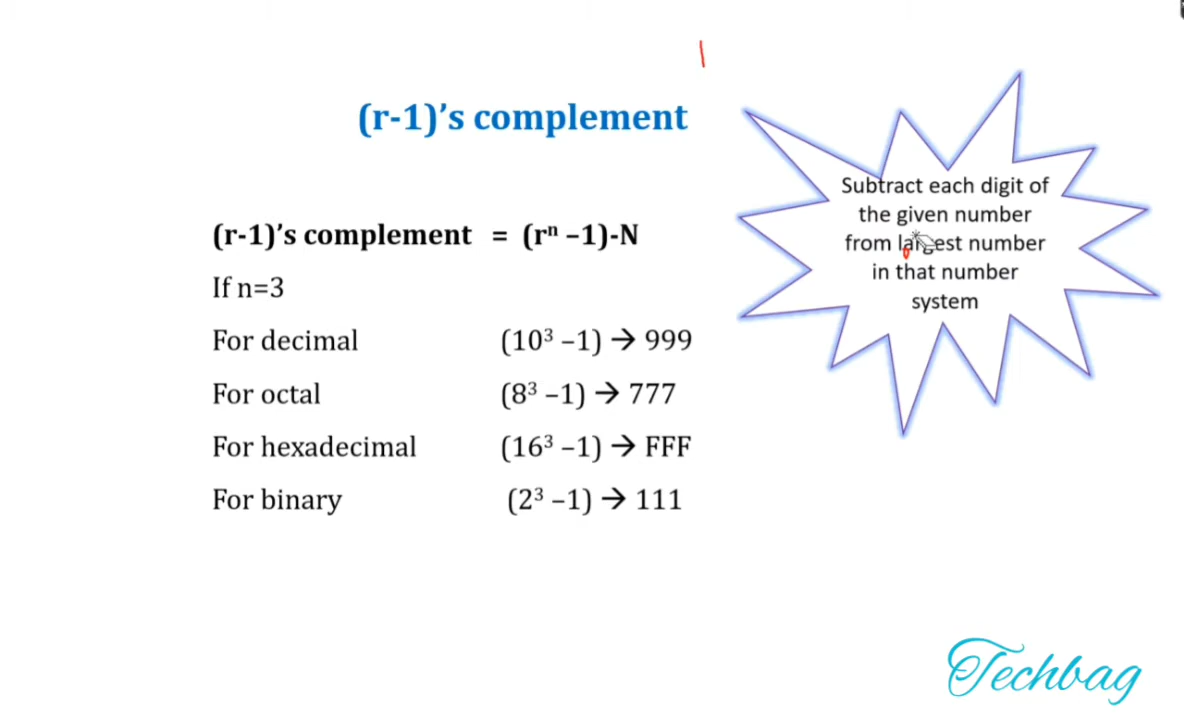 (r-1)’s complement
(r-1)’s complement = (rⁿ –1)-N
If n=3
For decimal (10³ –1) → 999
For octal (8³ –1) → 777
For hexadecimal (16³ –1) → FFF
For binary (2³ –1) → 111
Subtract each digit of
the given number
from largest number
in that number
system
Techbag